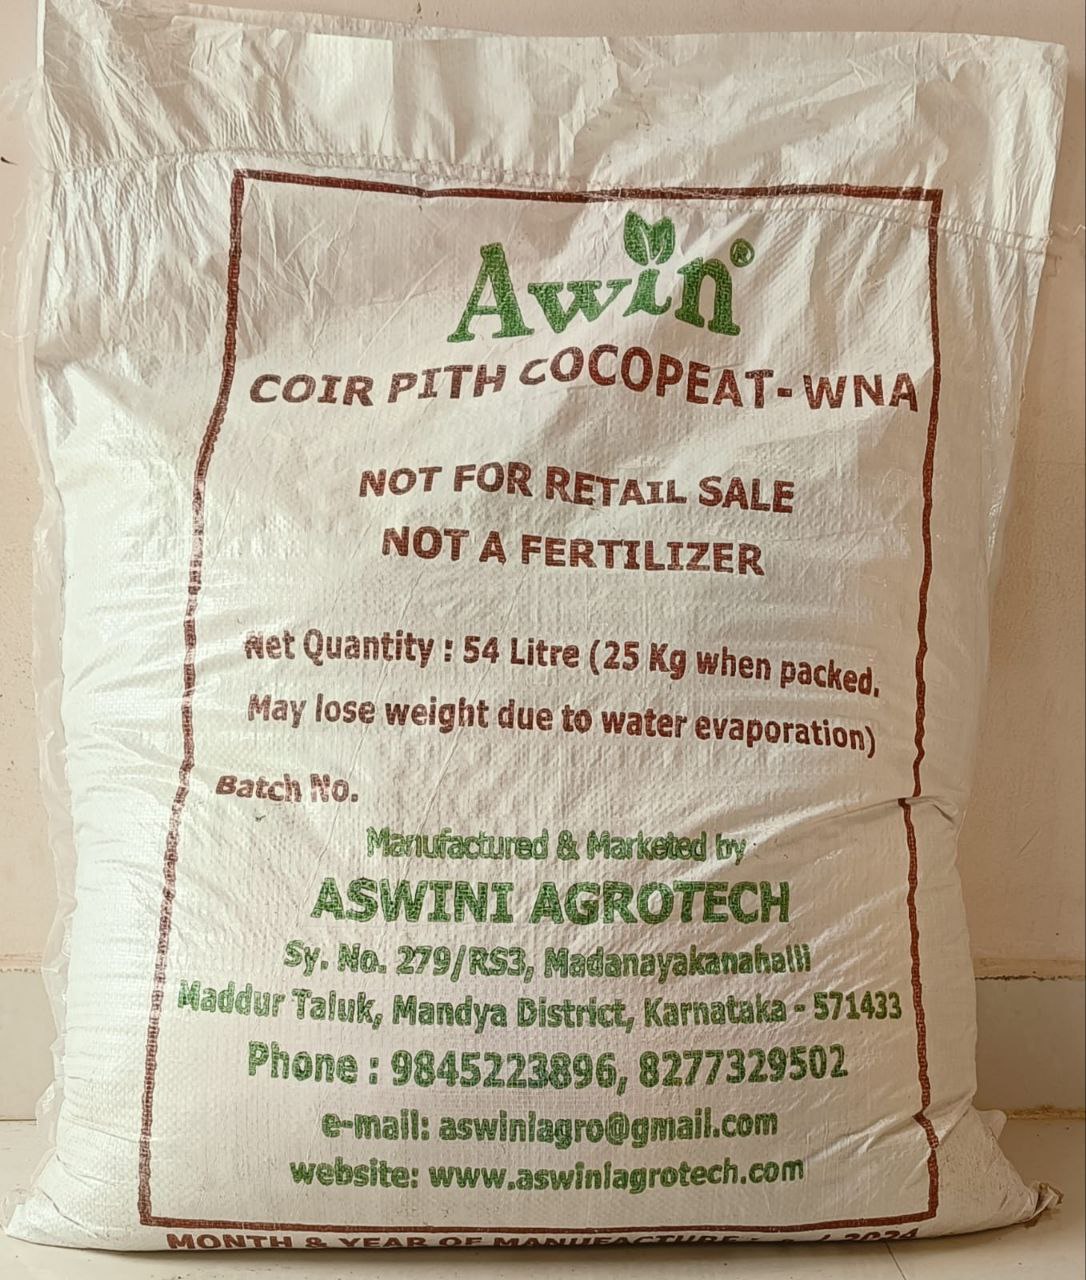 Awin®
COIR PITH COCOPEAT-WNA
NOT FOR RETAIL SALE
NOT A FERTILIZER
Net Quantity : 54 Litre (25 Kg when packed.
May lose weight due to water evaporation)
Batch No.
Manufactured & Marketed by
ASWINI AGROTECH
Sy. No. 279/RS3, Madanayakanahalli
Maddur Taluk, Mandya District, Karnataka - 571433
Phone : 9845223896, 8277329502
e-mail: aswiniagro@gmail.com
website: www.aswiniagrotech.com
MONTH & YEAR OF MANUFACTURE : / 2024